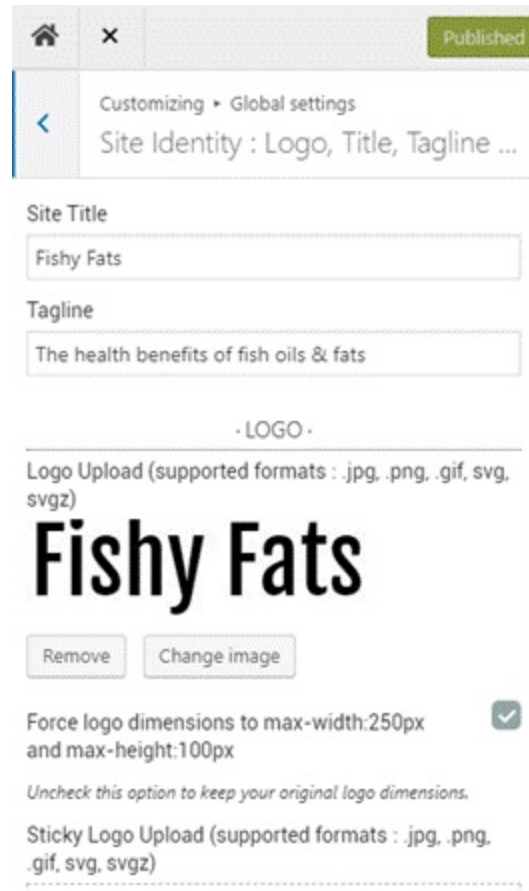 Published
Customizing ▸ Global settings
Site Identity : Logo, Title, Tagline ...
Site Title
Fishy Fats
Tagline
The health benefits of fish oils & fats
· LOGO ·
Logo Upload (supported formats : .jpg, .png, .gif, svg,
svgz)
Fishy Fats
Remove Change image
Force logo dimensions to max-width:250px
and max-height:100px
Uncheck this option to keep your original logo dimensions.
Sticky Logo Upload (supported formats : .jpg, .png,
.gif, svg, svgz)